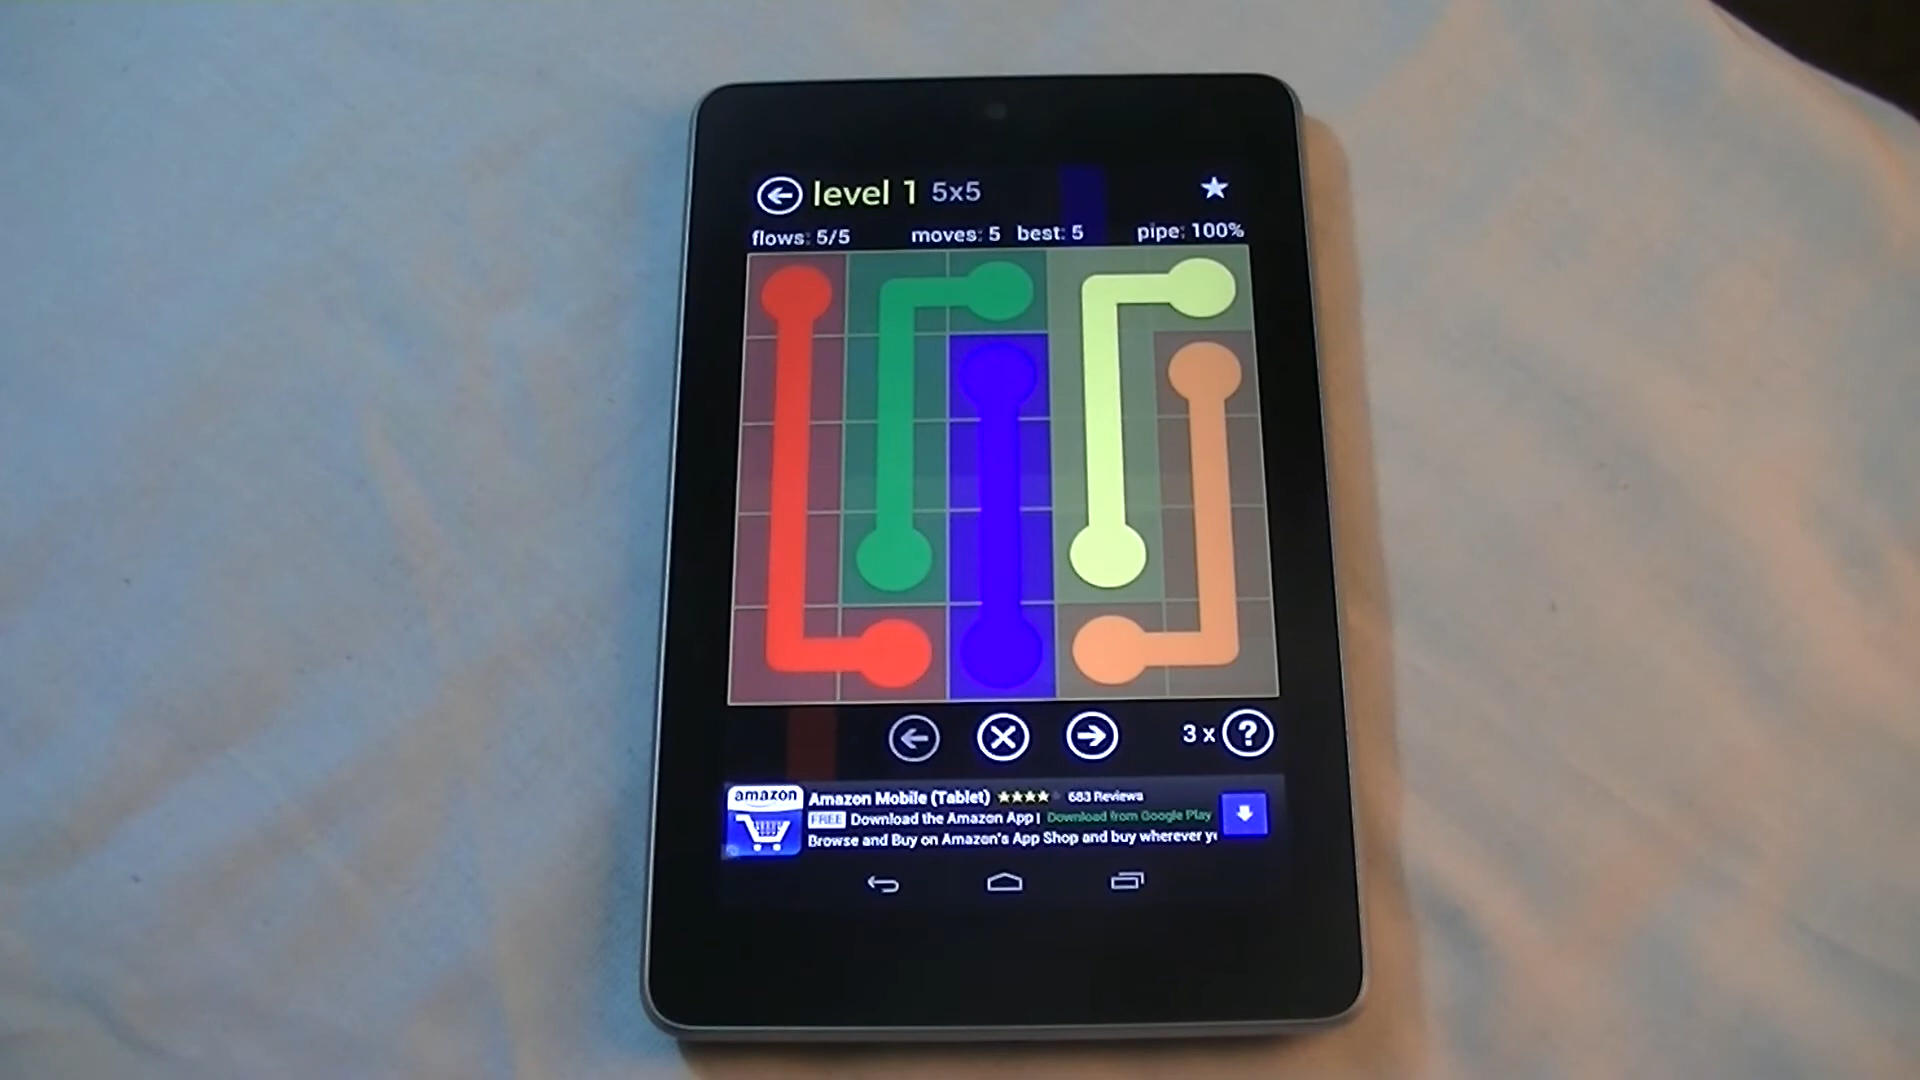 level 1 5x5
flows: 5/5 moves: 5 best: 5 pipe: 100%
3 x ?
amazon
Amazon Mobile (Tablet) 683 Reviews
FREE Download the Amazon App | Download from Google Play
Browse and Buy on Amazon's App Shop and buy wherever y